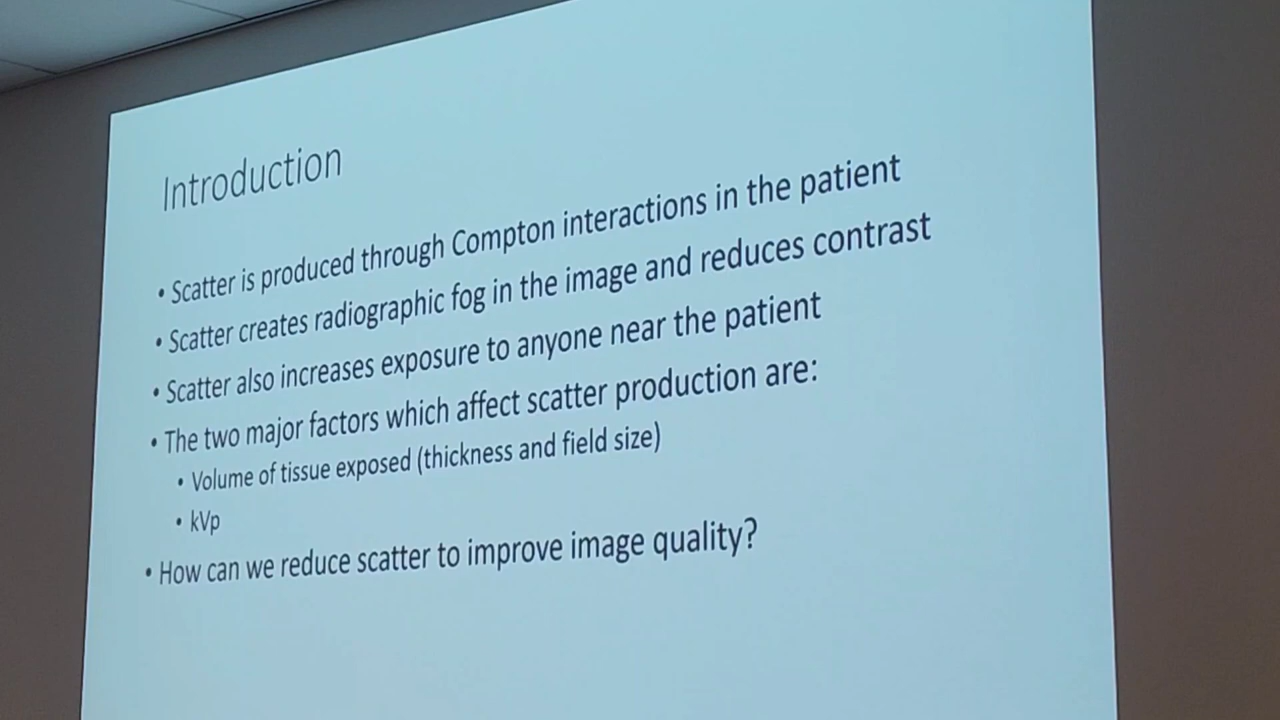 Introduction
• Scatter is produced through Compton interactions in the patient
• Scatter creates radiographic fog in the image and reduces contrast
• Scatter also increases exposure to anyone near the patient
• The two major factors which affect scatter production are:
• Volume of tissue exposed (thickness and field size)
• kVp
• How can we reduce scatter to improve image quality?